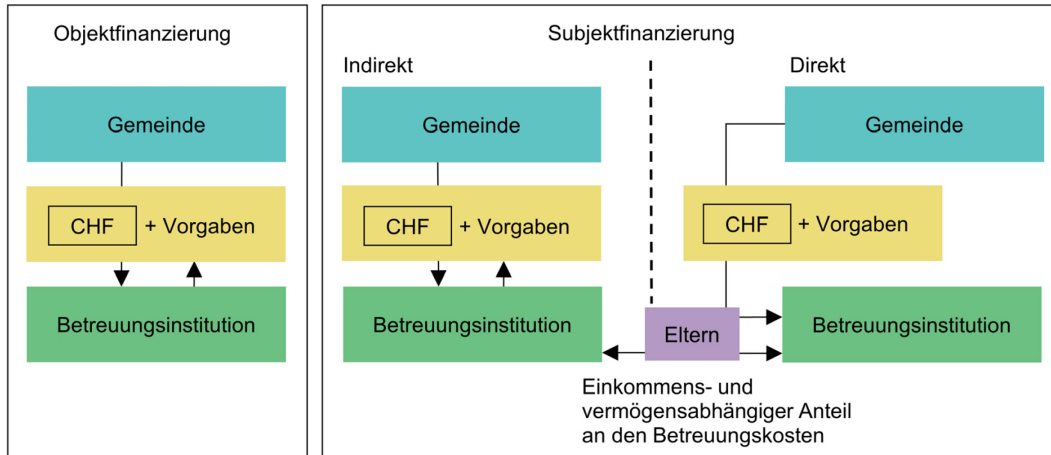 Objektfinanzierung
Gemeinde
CHF + Vorgaben
Betreuungsinstitution
Subjektfinanzierung
Indirekt
Gemeinde
CHF + Vorgaben
Betreuungsinstitution
Direkt
Gemeinde
CHF + Vorgaben
Eltern
Betreuungsinstitution
Einkommens- und
vermögensabhängiger Anteil
an den Betreuungskosten